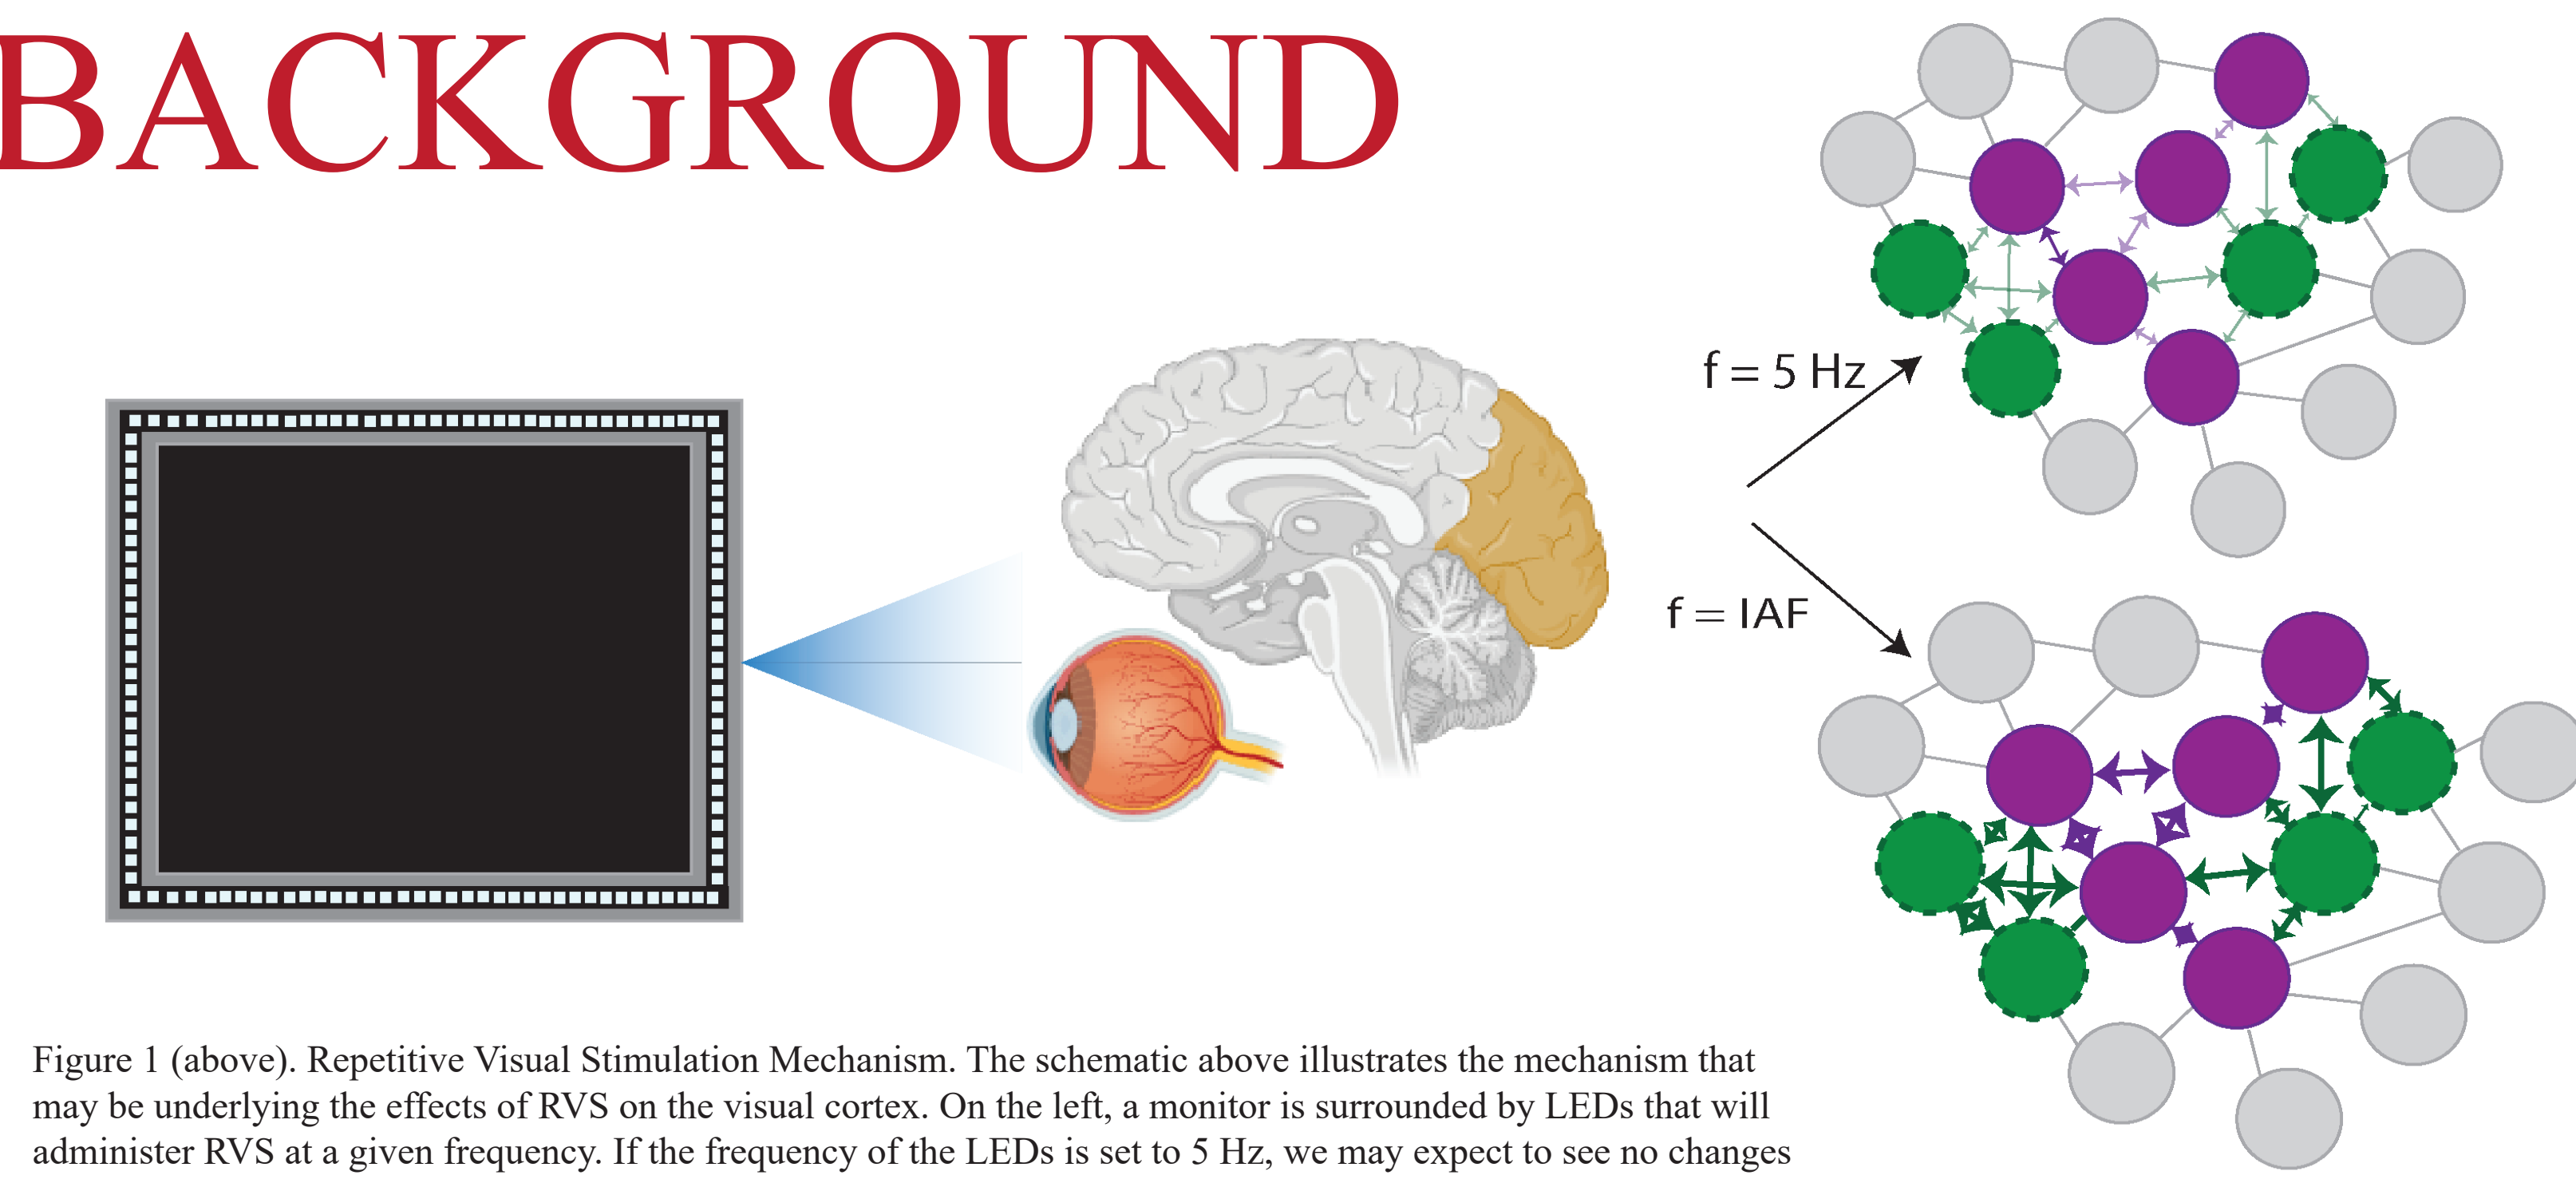 BACKGROUND
f = 5 Hz
f = IAF
Figure 1 (above). Repetitive Visual Stimulation Mechanism. The schematic above illustrates the mechanism that
may be underlying the effects of RVS on the visual cortex. On the left, a monitor is surrounded by LEDs that will
administer RVS at a given frequency. If the frequency of the LEDs is set to 5 Hz, we may expect to see no changes